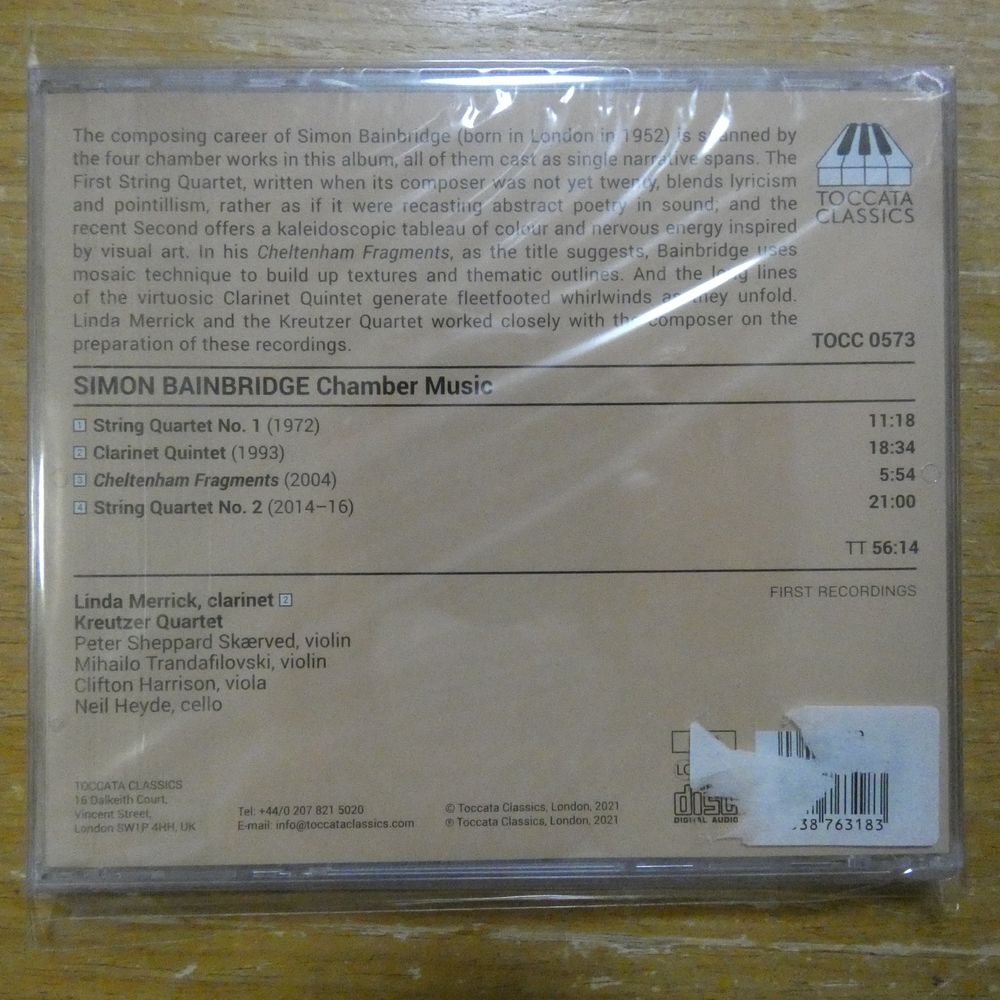 The composing career of Simon Bainbridge (born in London in 1952) is spanned by
the four chamber works in this album, all of them cast as single narrative spans. The
First String Quartet, written when its composer was not yet twenty, blends lyricism
and pointillism, rather as if it were recasting abstract poetry in sound, and the
recent Second offers a kaleidoscopic tableau of colour and nervous energy inspired
by visual art. In his Cheltenham Fragments, as the title suggests, Bainbridge uses
mosaic technique to build up textures and thematic outlines. And the long lines
of the virtuosic Clarinet Quintet generate fleetfooted whirlwinds as they unfold.
Linda Merrick and the Kreutzer Quartet worked closely with the composer on the
preparation of these recordings.
TOCCATA
CLASSICS
TOCC 0573
SIMON BAINBRIDGE Chamber Music
1 String Quartet No. 1 (1972) 11:18
2 Clarinet Quintet (1993) 18:34
3 Cheltenham Fragments (2004) 5:54
4 String Quartet No. 2 (2014–16) 21:00
TT 56:14
FIRST RECORDINGS
Linda Merrick, clarinet 2
Kreutzer Quartet
Peter Sheppard Skærved, violin
Mihailo Trandafilovski, violin
Clifton Harrison, viola
Neil Heyde, cello
TOCCATA CLASSICS
16 Dalkeith Court,
Vincent Street,
London SW1P 4HH, UK
Tel: +44/0 207 821 5020
E-mail: info@toccataclassics.com
© Toccata Classics, London, 2021
℗ Toccata Classics, London, 2021
LC
disc
DIGITAL AUDIO
38 763183